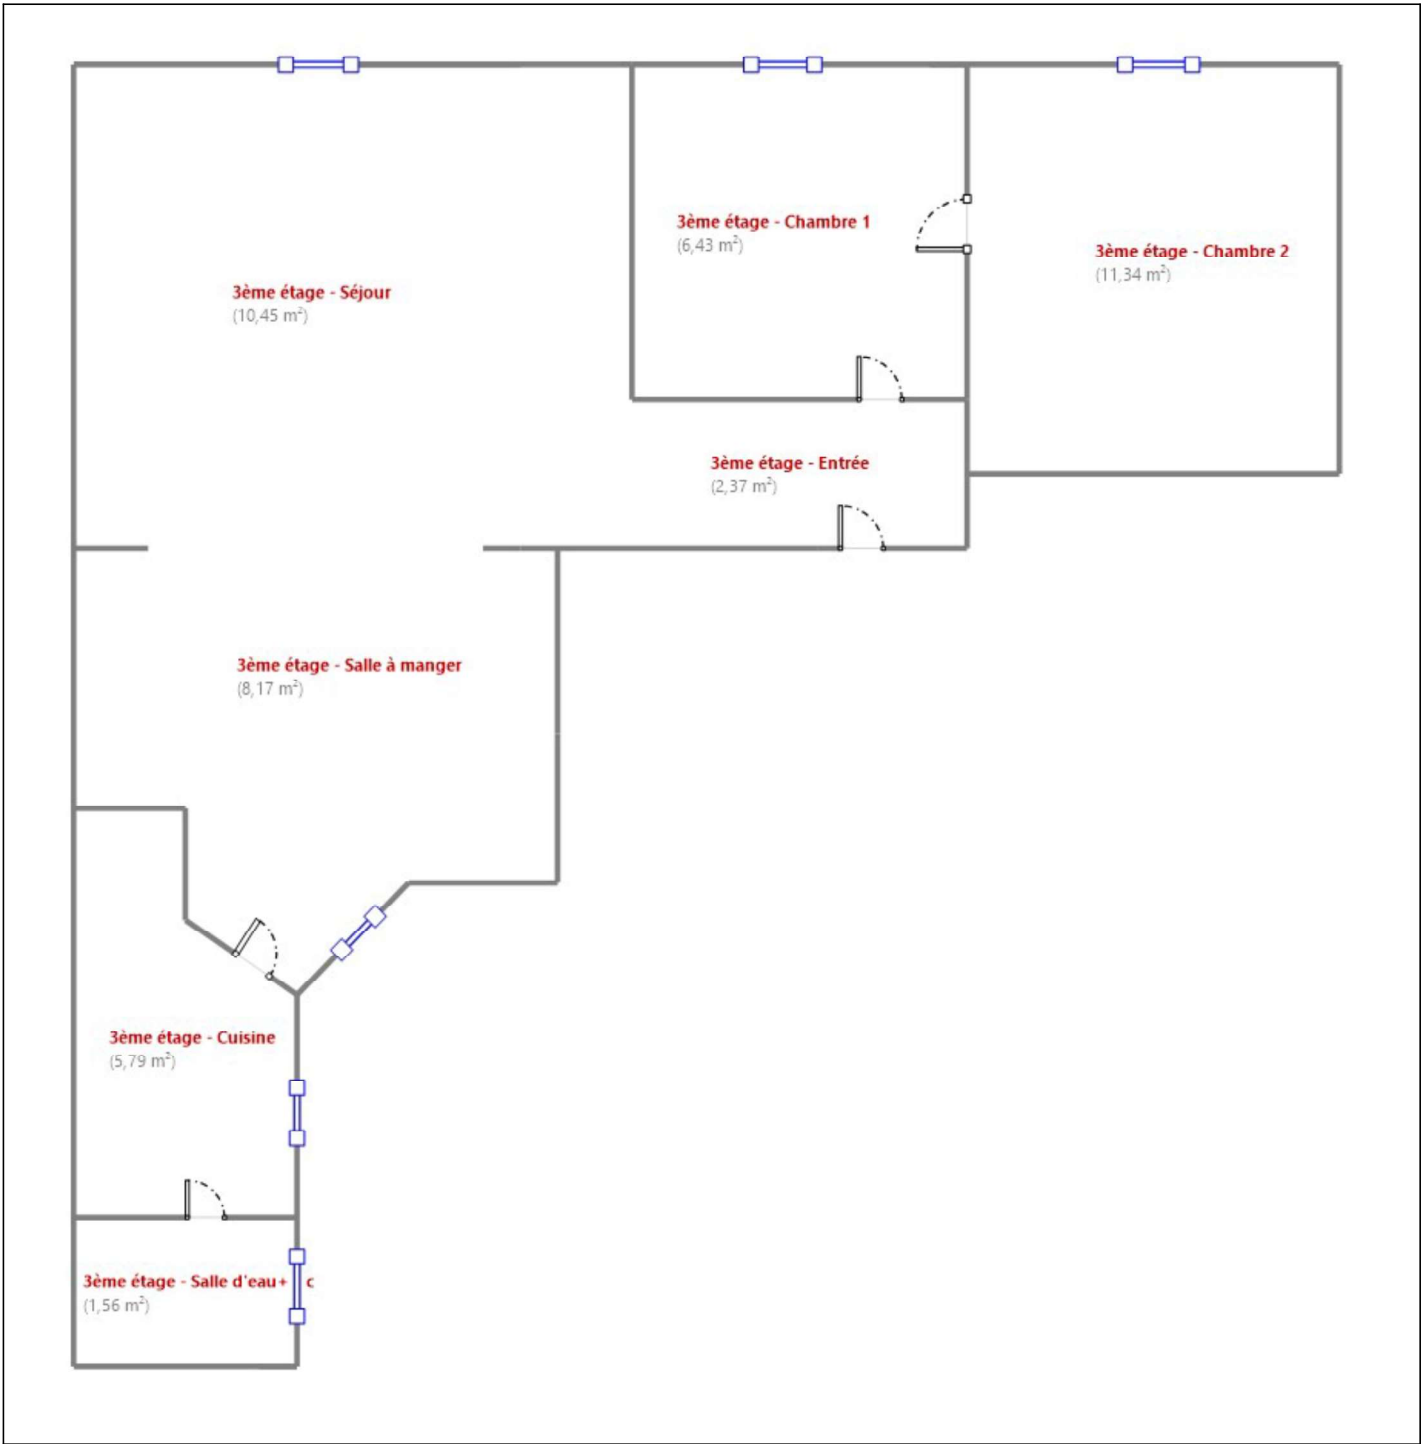 3ème étage - Chambre 1
(6,43 m²)
3ème étage - Chambre 2
(11,34 m²)
3ème étage - Séjour
(10,45 m²)
3ème étage - Entrée
(2,37 m²)
3ème étage - Salle à manger
(8,17 m²)
3ème étage - Cuisine
(5,79 m²)
3ème étage - Salle d'eau+ c
(1,56 m²)